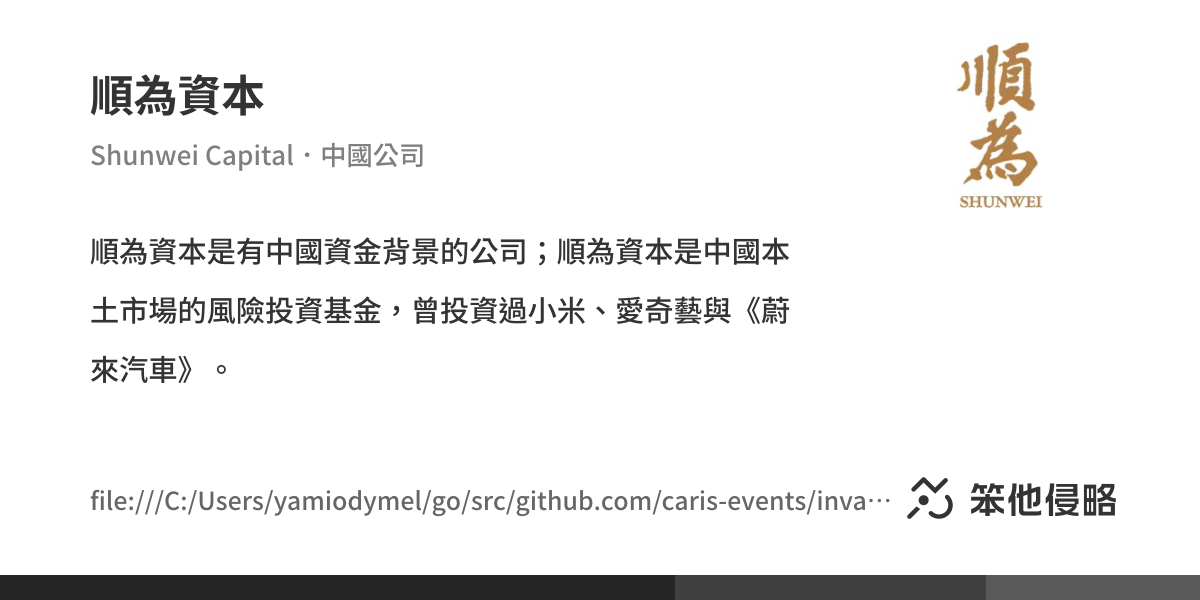 順為資本
Shunwei Capital・中國公司
順為
SHUNWEI
順為資本是有中國資金背景的公司；順為資本是中國本
土市場的風險投資基金，曾投資過小米、愛奇藝與《蔚
來汽車》。
file:///C:/Users/yamiodymel/go/src/github.com/caris-events/inva…
笨他侵略